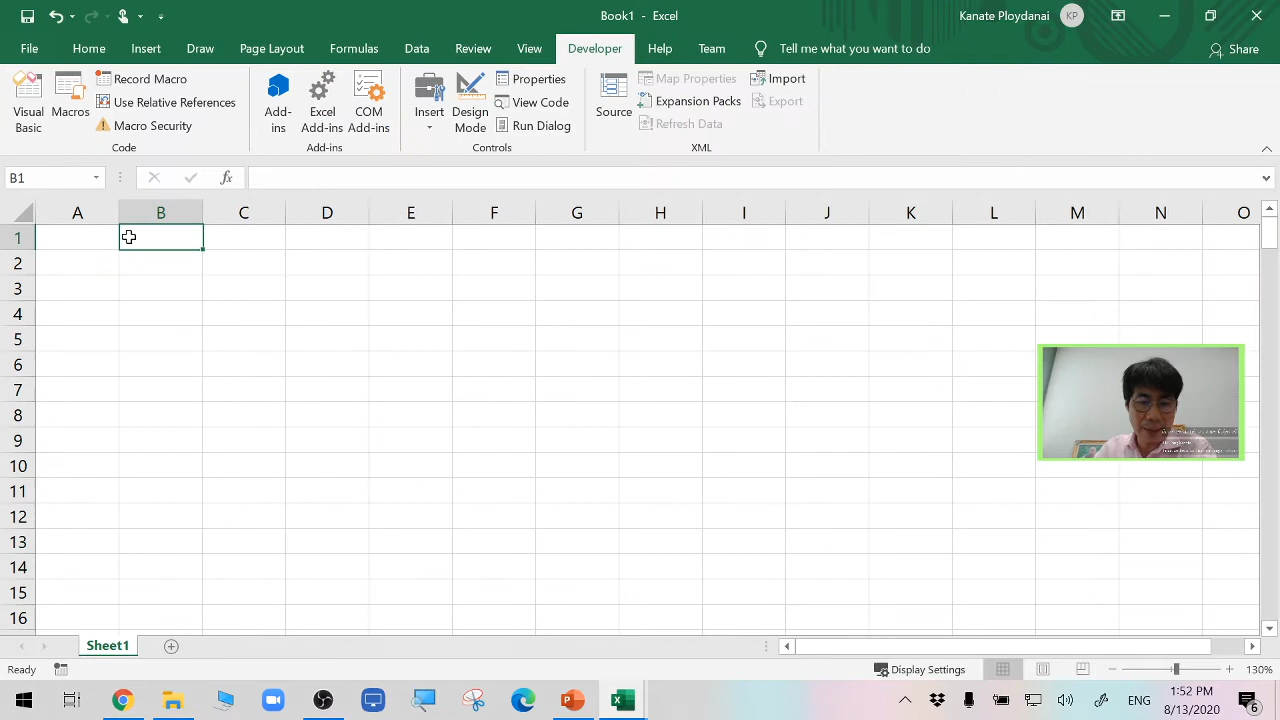 Book1 - Excel
Kanate Ploydanai
KP
File
Home
Insert
Draw
Page Layout
Formulas
Data
Review
View
Developer
Help
Team
Tell me what you want to do
Share
Visual
Basic
Macros
Record Macro
Use Relative References
Macro Security
Code
Add-
ins
Excel
Add-ins
COM
Add-ins
Add-ins
Insert
Design
Mode
Properties
View Code
Run Dialog
Controls
Source
Map Properties
Expansion Packs
Refresh Data
Import
Export
XML
B1
fx
A B C D E F G H I J K L M N O
1
2
3
4
5
6
7
8
9
10
11
12
13
14
15
16
Sheet1
Ready
Display Settings
130%
ENG
1:52 PM
8/13/2020
6